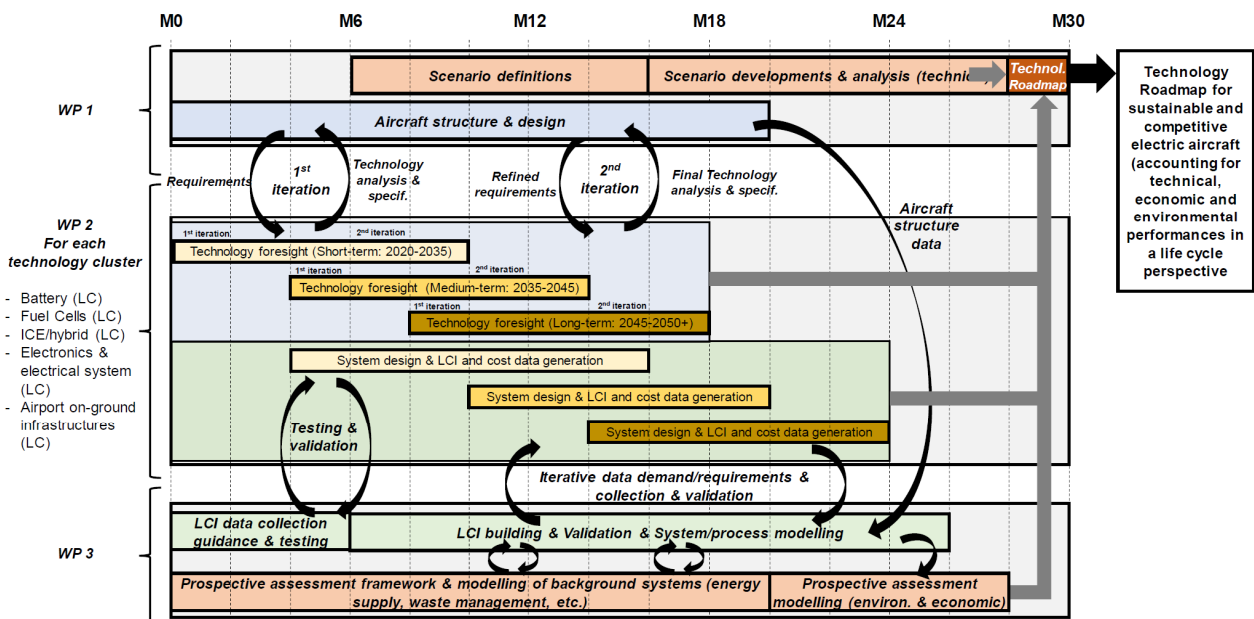 M0
M6
M12
M18
M24
M30
WP 1
Scenario definitions
Scenario developments & analysis (technic
Technol.
Roadmap
Technology
Roadmap for
sustainable and
competitive
electric aircraft
(accounting for
technical,
economic and
environmental
performances in
a life cycle
perspective
Aircraft structure & design
Requirements
1st
iteration
Technology
analysis &
specif.
Refined
requirements
2nd
iteration
Final Technology
analysis & specif.
Aircraft
structure
data
WP 2
For each
technology cluster
- Battery (LC)
- Fuel Cells (LC)
- ICE/hybrid (LC)
- Electronics &
electrical system
(LC)
- Airport on-ground
infrastructures
(LC)
1st iteration
2nd iteration
Technology foresight (Short-term: 2020-2035)
1st iteration
2nd iteration
Technology foresight (Medium-term: 2035-2045)
1st iteration
2nd iteration
Technology foresight (Long-term: 2045-2050+)
System design & LCI and cost data generation
System design & LCI and cost data generation
System design & LCI and cost data generation
Testing &
validation
Iterative data demand/requirements &
collection & validation
WP 3
LCI data collection
guidance & testing
LCI building & Validation & System/process modelling
Prospective assessment framework & modelling of background systems (energy
supply, waste management, etc.)
Prospective assessment
modelling (environ. & economic)